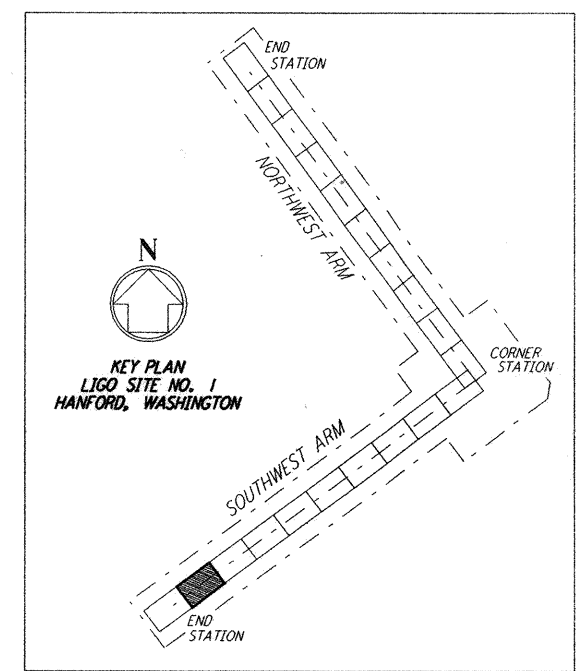 END
STATION
NORTHWEST ARM
N
KEY PLAN
LIGO SITE NO. 1
HANFORD, WASHINGTON
CORNER
STATION
SOUTHWEST ARM
END
STATION